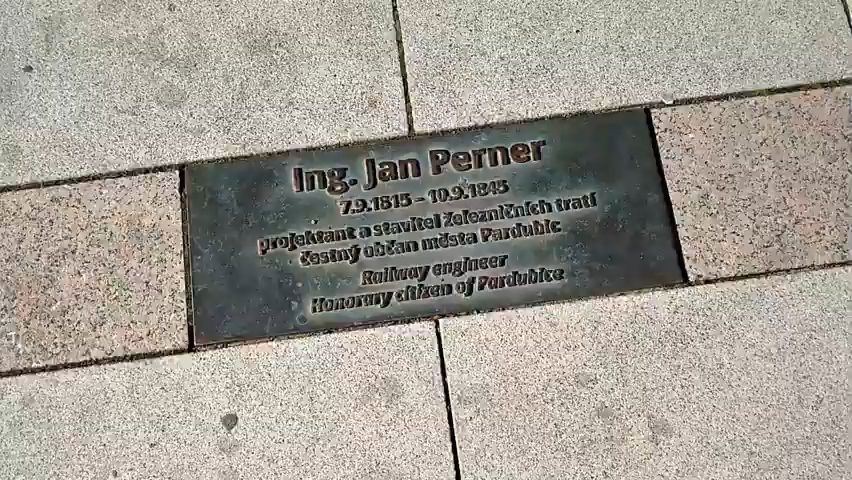 Ing. Jan Perner
7.9.1815 – 10.9.1845
projektant a stavitel železničních tratí
čestný občan města Pardubic
Railway engineer
Honorary citizen of Pardubice